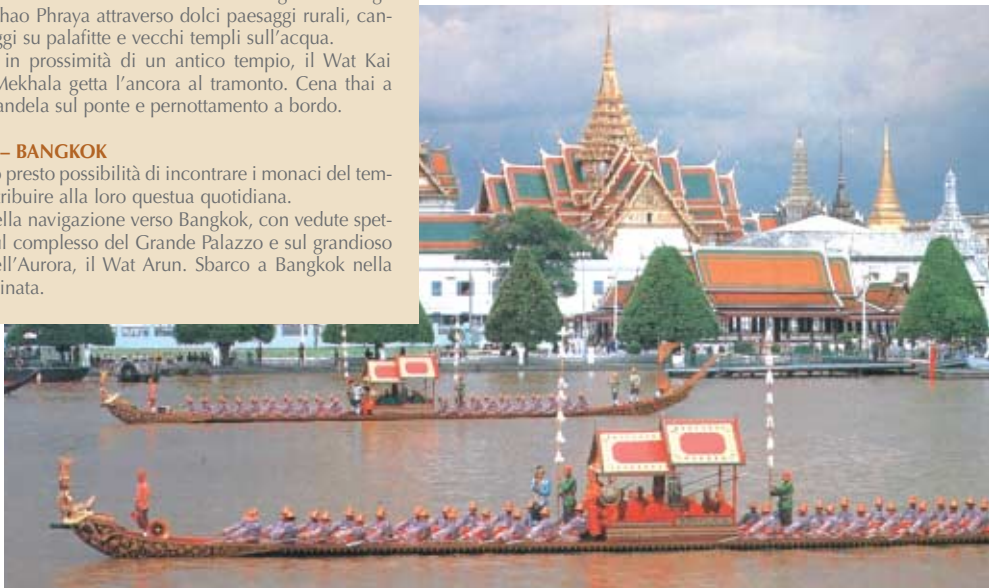 hao Phraya attraverso dolci paesaggi rurali, can-
ggi su palafitte e vecchi templi sull'acqua.
in prossimità di un antico tempio, il Wat Kai
Mekhala getta l'ancora al tramonto. Cena thai a
andela sul ponte e pernottamento a bordo.
– BANGKOK
o presto possibilità di incontrare i monaci del tem-
tribuire alla loro questua quotidiana.
ella navigazione verso Bangkok, con vedute spet-
ul complesso del Grande Palazzo e sul grandioso
ell'Aurora, il Wat Arun. Sbarco a Bangkok nella
inata.